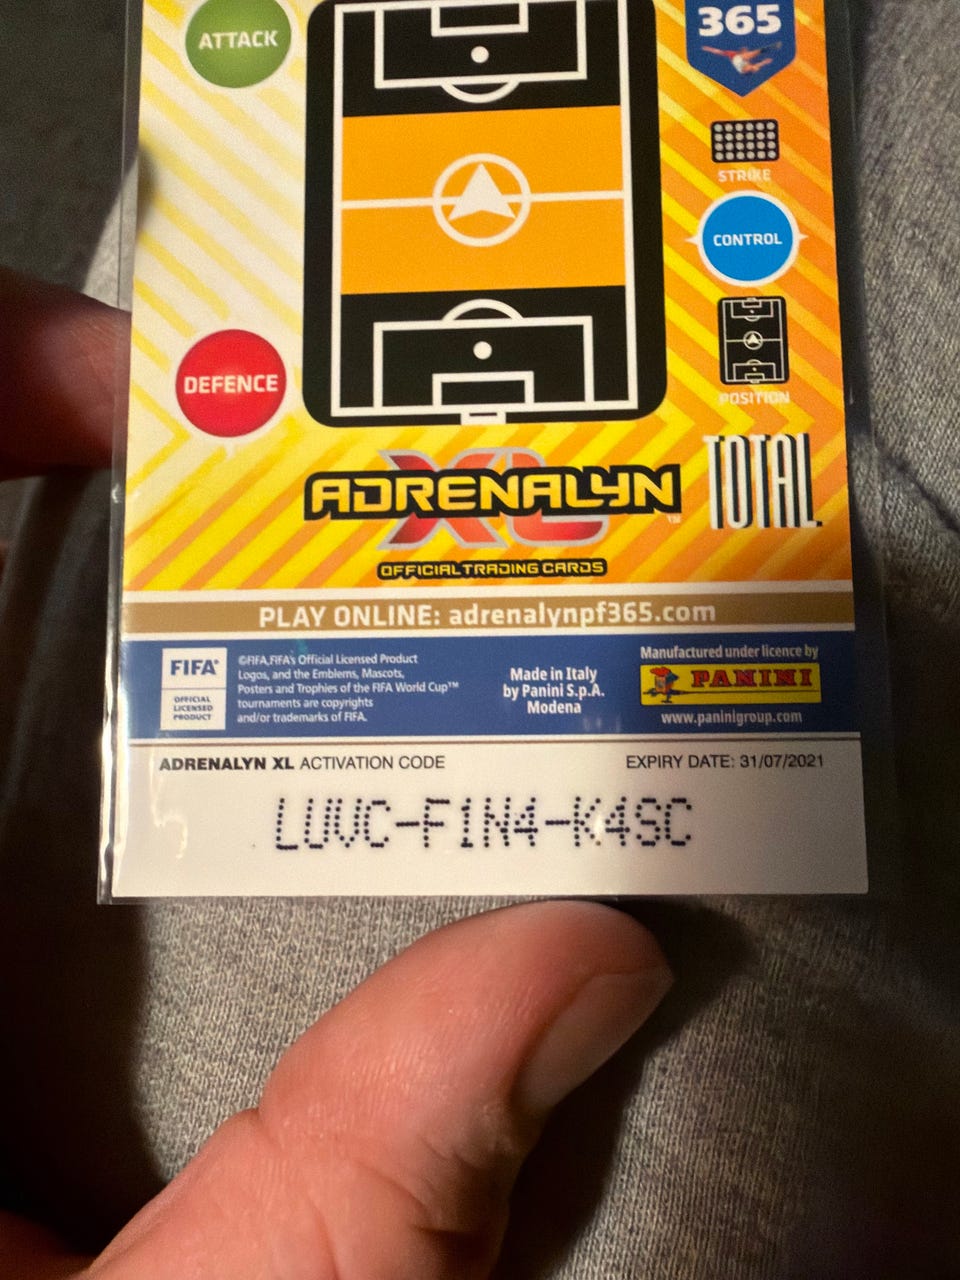 365
ATTACK
STRIKE
CONTROL
DEFENCE
POSITION
ADRENALYN
XL
™
TOTAL
OFFICIAL TRADING CARDS
PLAY ONLINE: adrenalynpf365.com
FIFA®
OFFICIAL
LICENSED
PRODUCT
©FIFA,FIFA's Official Licensed Product
Logos, and the Emblems, Mascots,
Posters and Trophies of the FIFA World Cup™
tournaments are copyrights
and/or trademarks of FIFA.
Made in Italy
by Panini S.p.A.
Modena
Manufactured under licence by
PANINI
www.paninigroup.com
ADRENALYN XL ACTIVATION CODE
EXPIRY DATE: 31/07/2021
LUVC-F1N4-K4SC